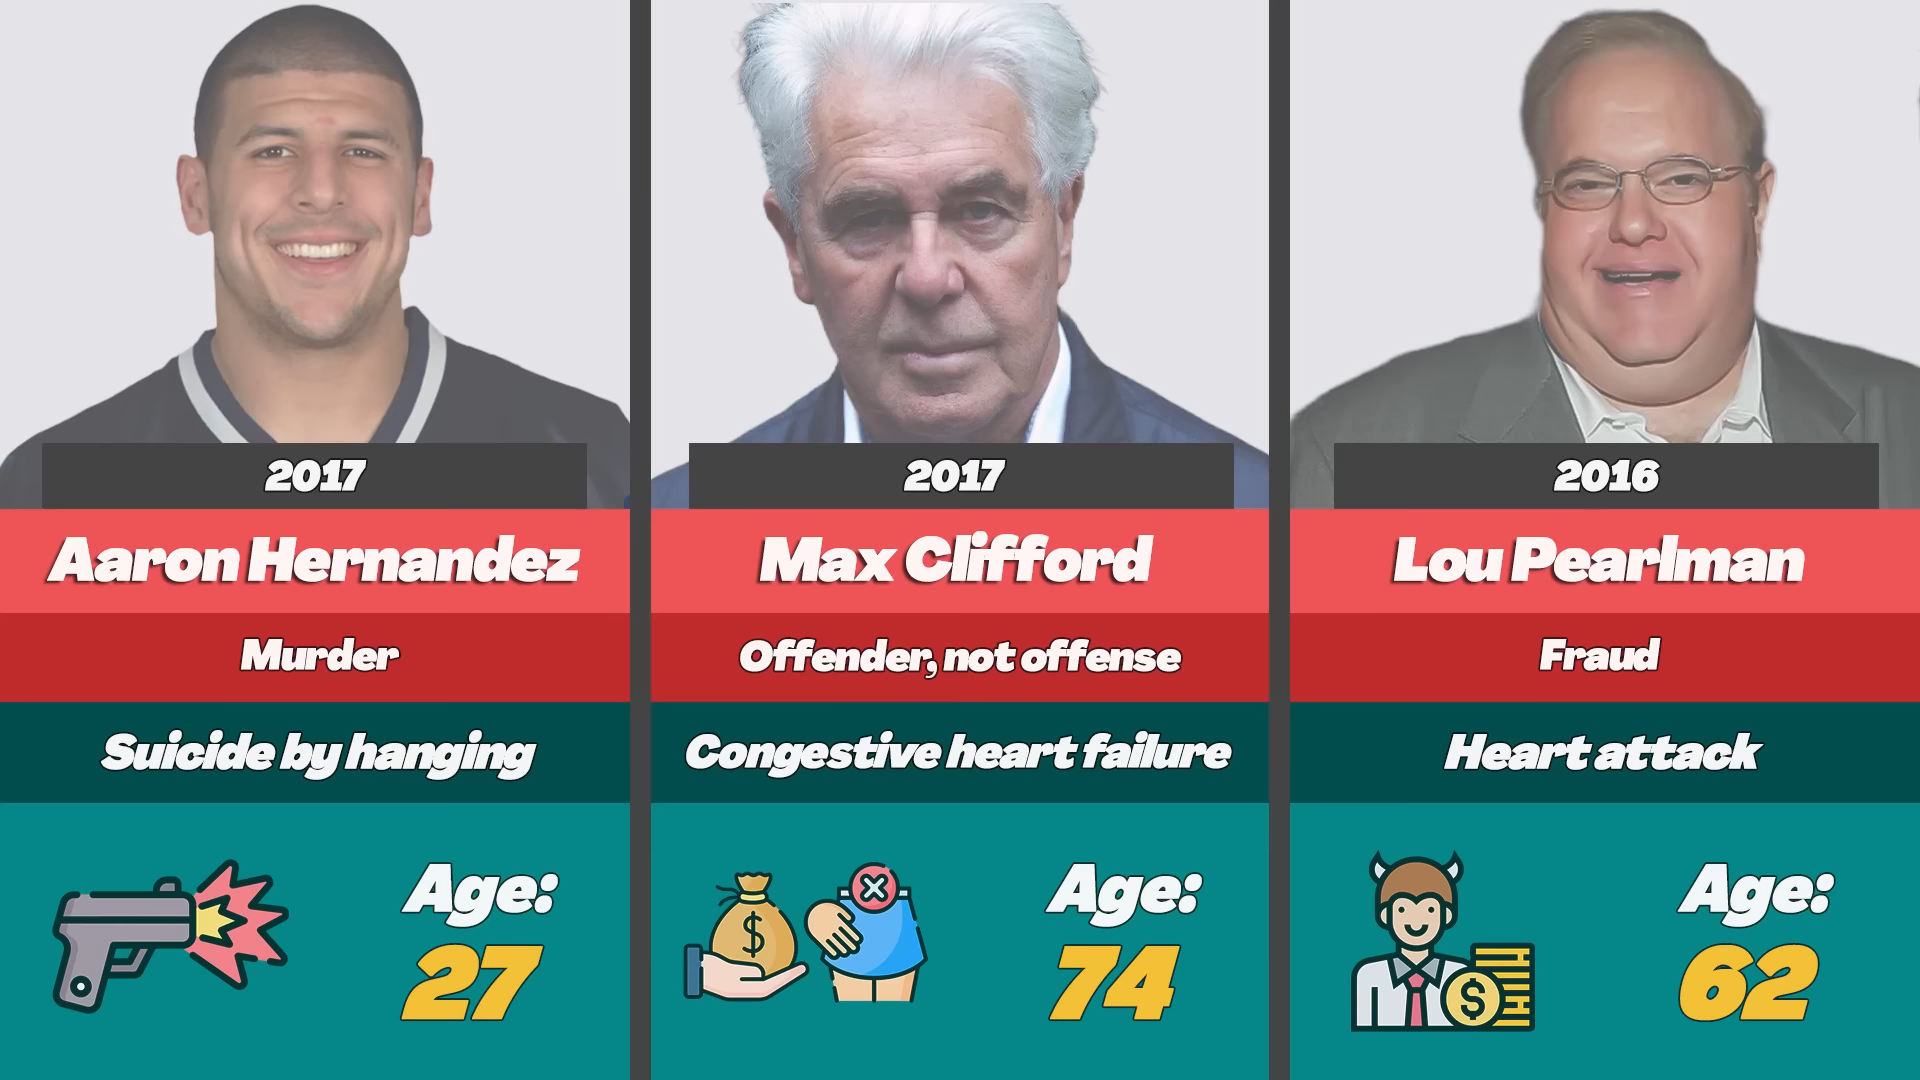 2017
Aaron Hernandez
Murder
Suicide by hanging
Age:
27
2017
Max Clifford
Offender, not offense
Congestive heart failure
$
Age:
74
2016
Lou Pearlman
Fraud
Heart attack
$
Age:
62